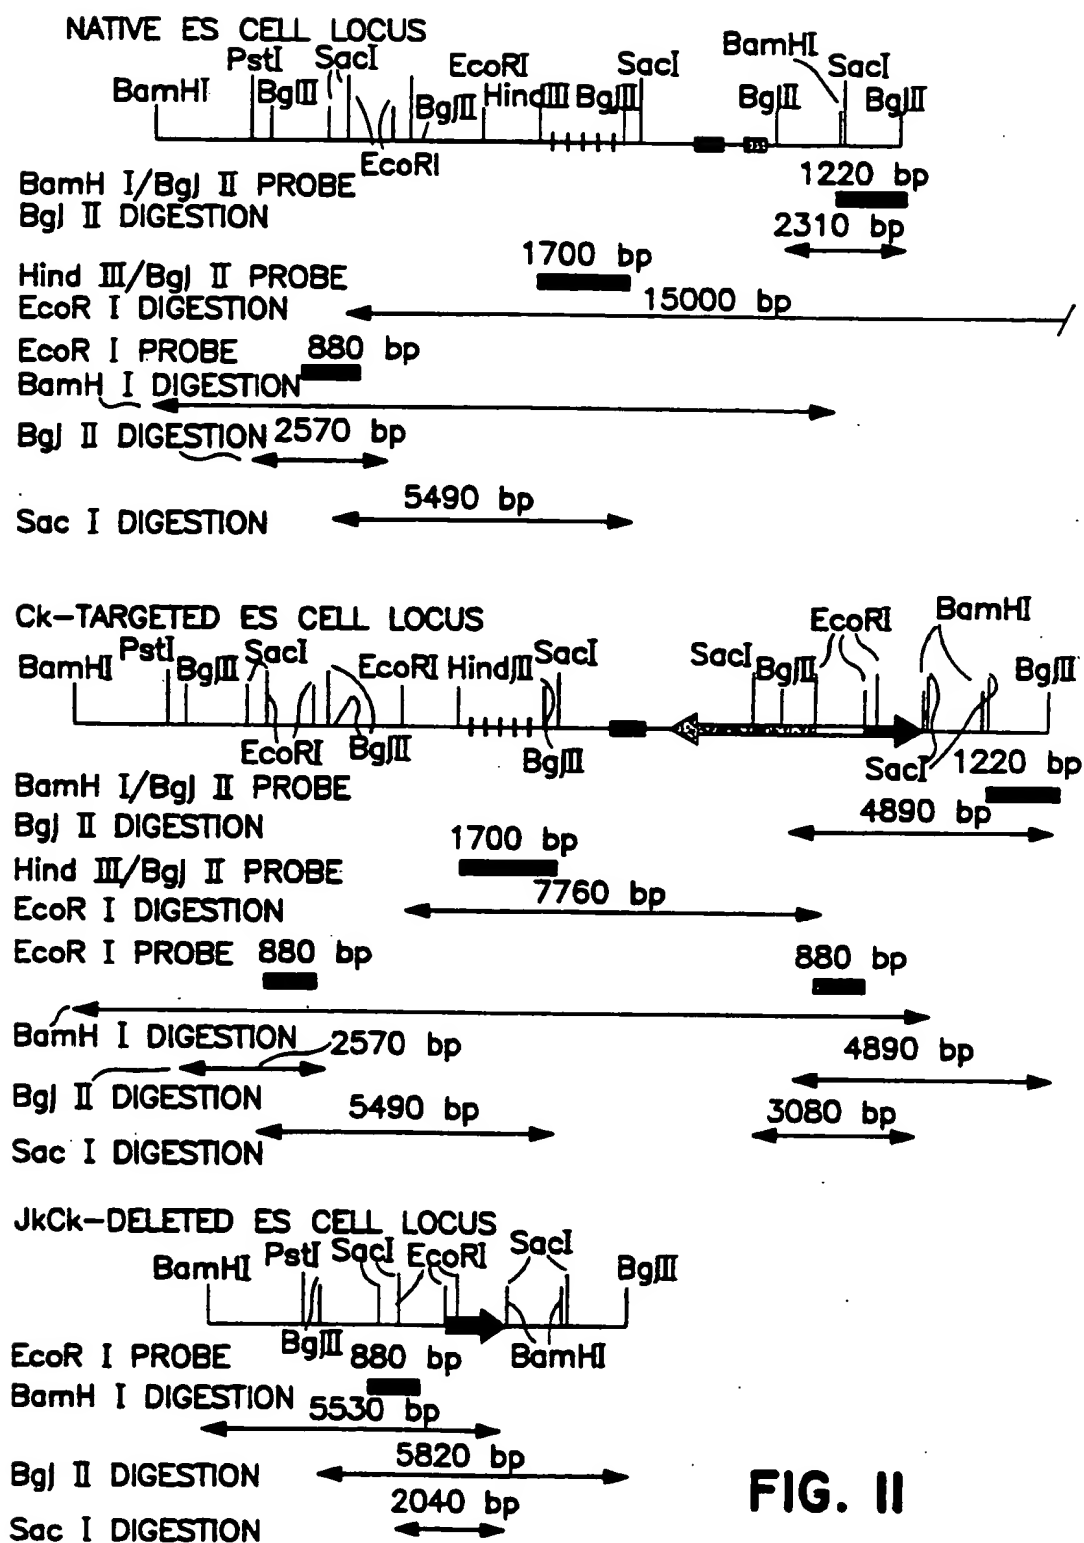 NATIVE ES CELL LOCUS
BamHI PstI BglII SacI BglII EcoRI HindIII BglII SacI BglII BamHI SacI BglII
EcoRI
BamH I/Bgl II PROBE 1220 bp
Bgl II DIGESTION 2310 bp
Hind III/Bgl II PROBE 1700 bp
EcoR I DIGESTION 15000 bp
EcoR I PROBE 880 bp
BamH I DIGESTION
Bgl II DIGESTION 2570 bp
Sac I DIGESTION 5490 bp
Ck-TARGETED ES CELL LOCUS
BamHI PstI BglII SacI EcoRI HindIII SacI SacI BglII EcoRI BamHI BglII
EcoRI BglII BglII SacI
BamH I/Bgl II PROBE 1220 bp
Bgl II DIGESTION 4890 bp
Hind III/Bgl II PROBE 1700 bp
EcoR I DIGESTION 7760 bp
EcoR I PROBE 880 bp 880 bp
BamH I DIGESTION
Bgl II DIGESTION 2570 bp 4890 bp
Sac I DIGESTION 5490 bp 3080 bp
JkCk-DELETED ES CELL LOCUS
BamHI PstI SacI EcoRI SacI BglII
BglII BamHI
EcoR I PROBE 880 bp
BamH I DIGESTION 5530 bp
Bgl II DIGESTION 5820 bp
Sac I DIGESTION 2040 bp
FIG. II